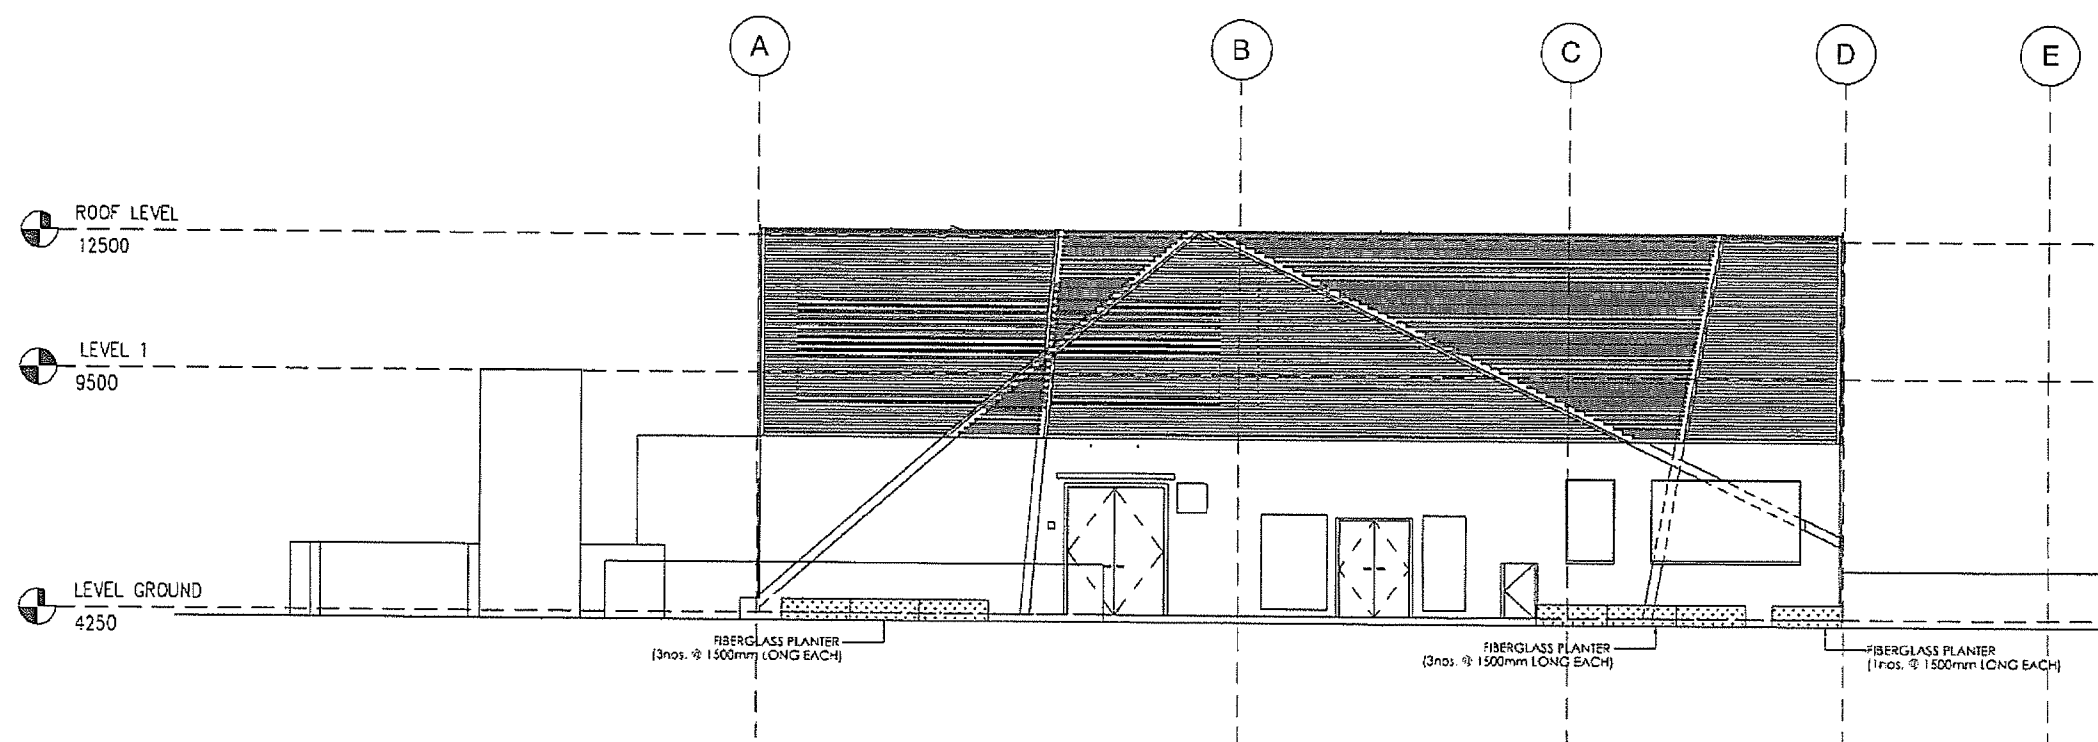 A B C D E
ROOF LEVEL
12500
LEVEL 1
9500
LEVEL GROUND
4250
FIBERGLASS PLANTER
(3nos. @ 1500mm LONG EACH)
FIBERGLASS PLANTER
(3nos. @ 1500mm LONG EACH)
FIBERGLASS PLANTER
(1nos. @ 1500mm LONG EACH)